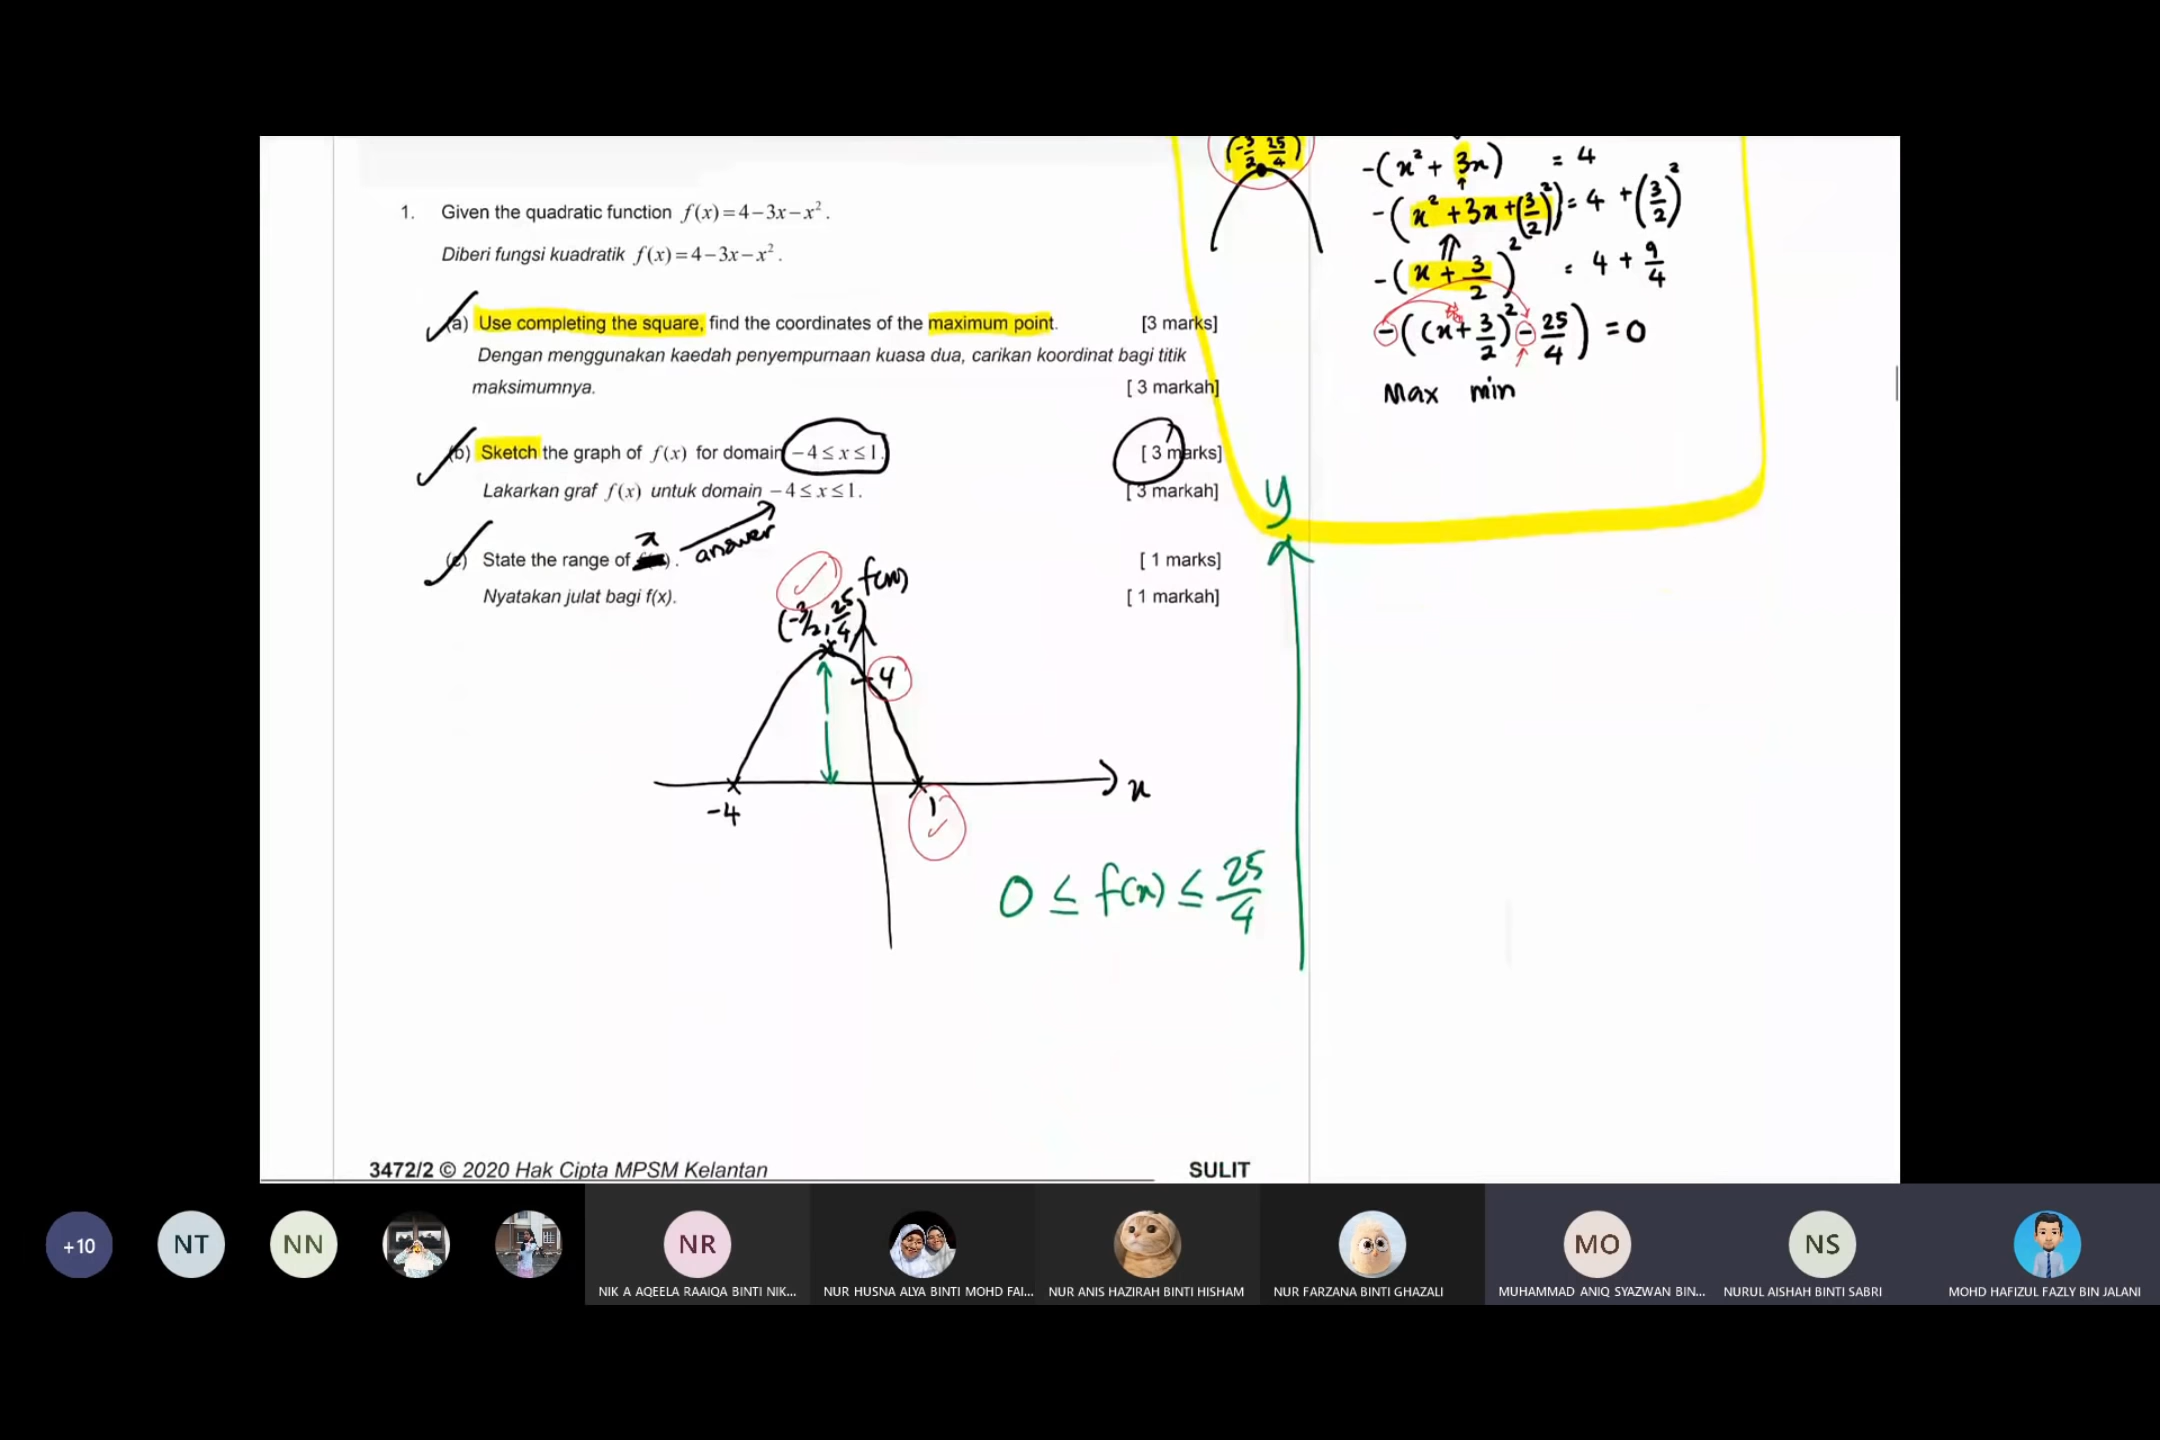 1. Given the quadratic function f(x)=4−3x−x².
Diberi fungsi kuadratik f(x)=4−3x−x².
(a) Use completing the square, find the coordinates of the maximum point. [3 marks]
Dengan menggunakan kaedah penyempurnaan kuasa dua, carikan koordinat bagi titik
maksimumnya. [ 3 markah]
(b) Sketch the graph of f(x) for domain −4≤x≤1. [ 3 marks]
Lakarkan graf f(x) untuk domain −4≤x≤1. [ 3 markah]
(c) State the range of x. answer [ 1 marks]
Nyatakan julat bagi f(x). [ 1 markah]
f(x)
(-3/2, 25/4)
4
-4
1
x
0 ≤ f(x) ≤ 25/4
(-3/2 25/4)
-(x² + 3x) = 4
-(x² + 3x + (3/2)²) = 4 + (3/2)²
-(x + 3/2)² = 4 + 9/4
-((x + 3/2)² - 25/4) = 0
Max min
y
3472/2 © 2020 Hak Cipta MPSM Kelantan SULIT
+10 NT NN NR MO NS
NIK A AQEELA RAAIQA BINTI NIK... NUR HUSNA ALYA BINTI MOHD FAI... NUR ANIS HAZIRAH BINTI HISHAM NUR FARZANA BINTI GHAZALI MUHAMMAD ANIQ SYAZWAN BIN... NURUL AISHAH BINTI SABRI MOHD HAFIZUL FAZLY BIN JALANI